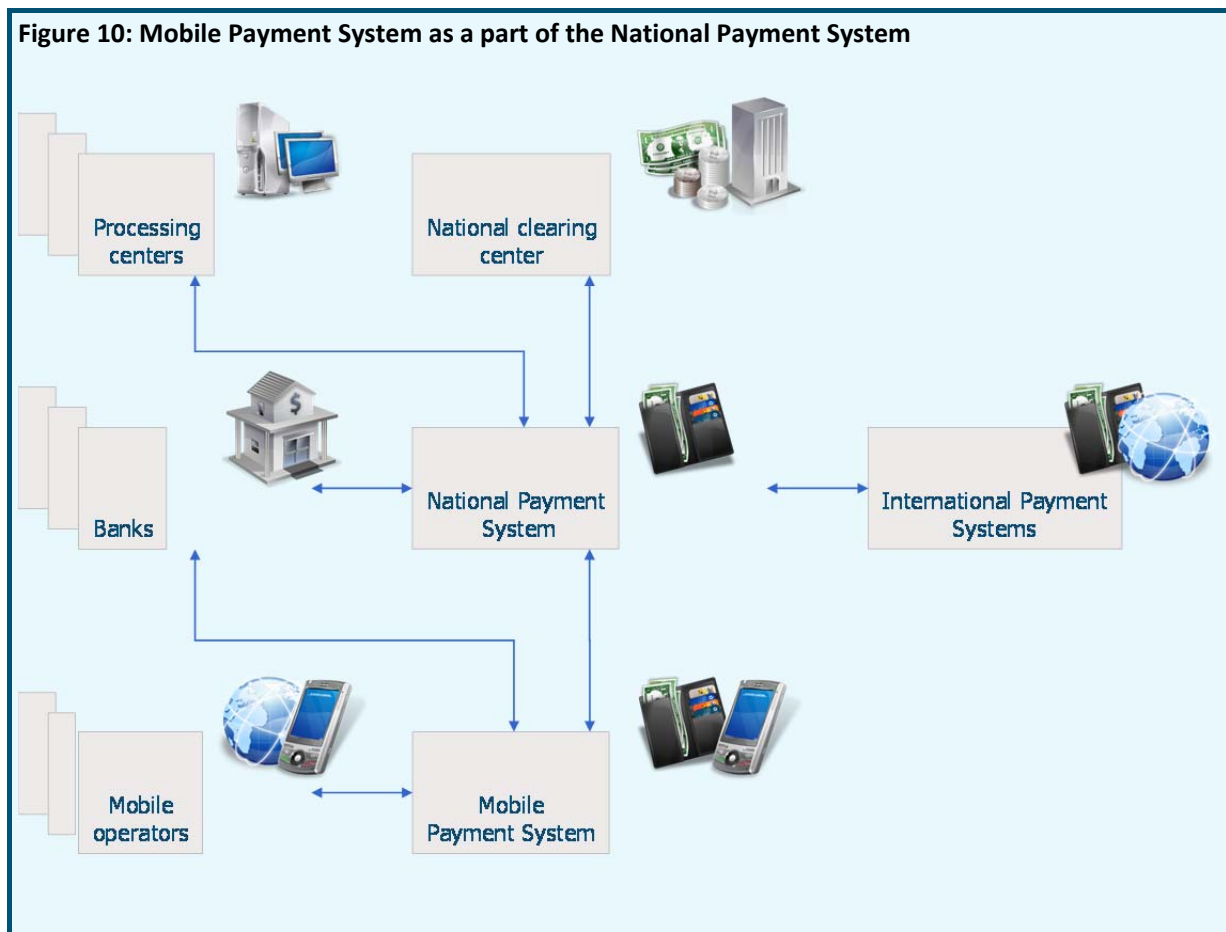 Figure 10: Mobile Payment System as a part of the National Payment System
Processing
centers
National clearing
center
Banks
National Payment
System
International Payment
Systems
Mobile
operators
Mobile
Payment System